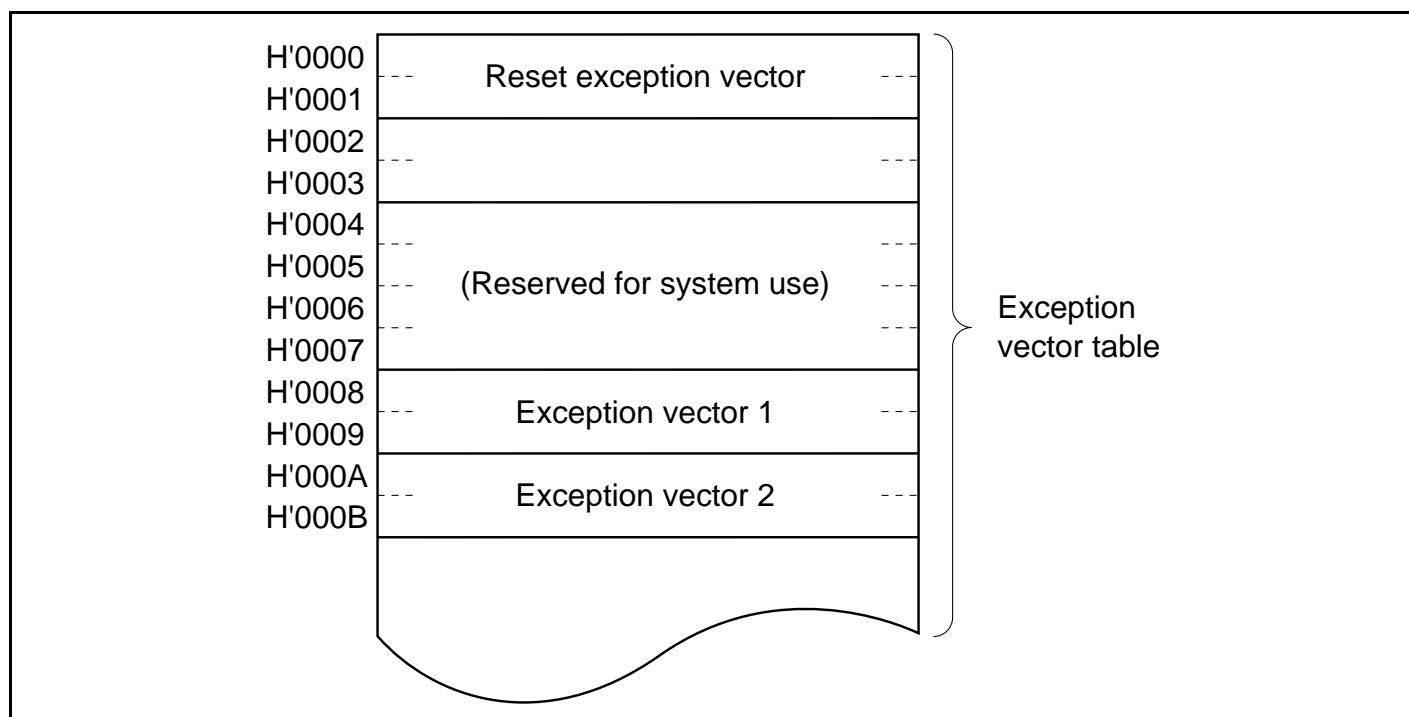 H'0000
Reset exception vector
H'0001
H'0002
H'0003
H'0004
H'0005
(Reserved for system use)
H'0006
H'0007
H'0008
Exception vector 1
H'0009
H'000A
Exception vector 2
H'000B
Exception
vector table